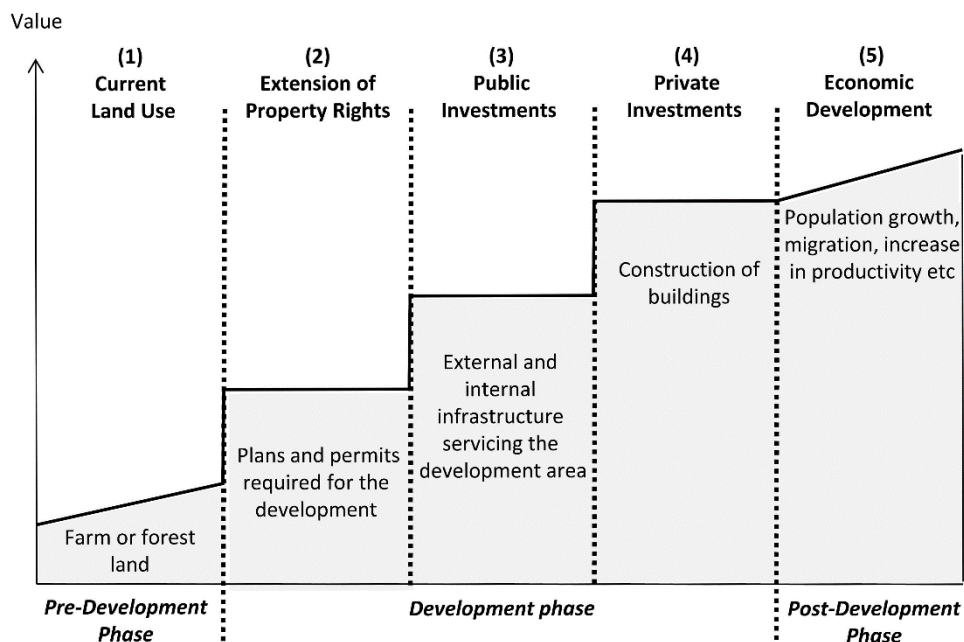 Value
(1)
Current
Land Use
(2)
Extension of
Property Rights
(3)
Public
Investments
(4)
Private
Investments
(5)
Economic
Development
Farm or forest
land
Plans and permits
required for the
development
External and
internal
infrastructure
servicing the
development area
Construction of
buildings
Population growth,
migration, increase
in productivity etc
Pre-Development
Phase
Development phase
Post-Development
Phase